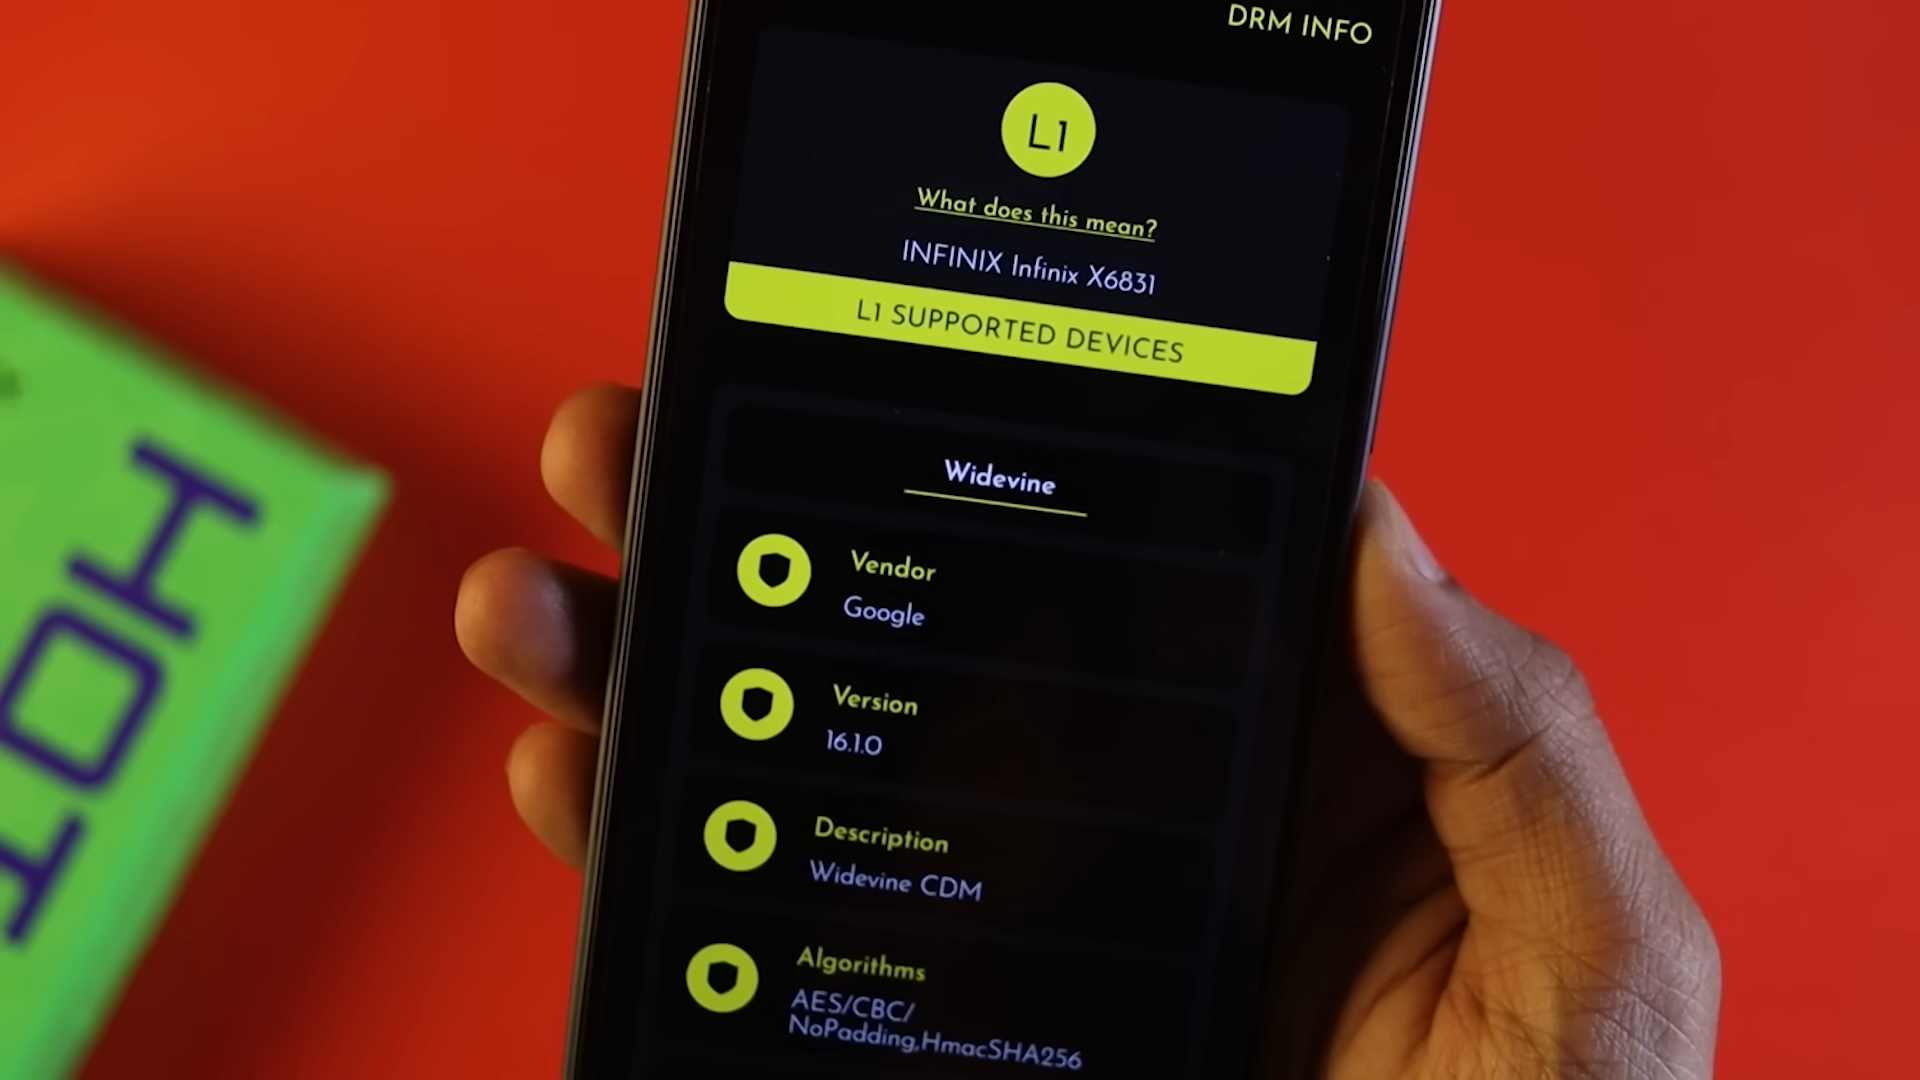 DRM INFO
L1
What does this mean?
INFINIX Infinix X6831
L1 SUPPORTED DEVICES
Widevine
Vendor
Google
Version
16.1.0
Description
Widevine CDM
Algorithms
AES/CBC/
NoPadding,HmacSHA256
HOT